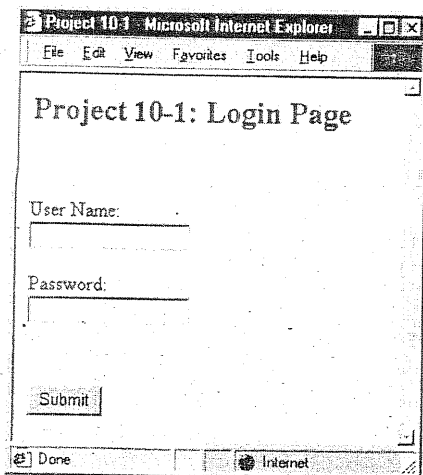 Project 10-1 - Microsoft Internet Explorer
File Edit View Favorites Tools Help
Project 10-1: Login Page
User Name:
Password:
Submit
Done
Internet